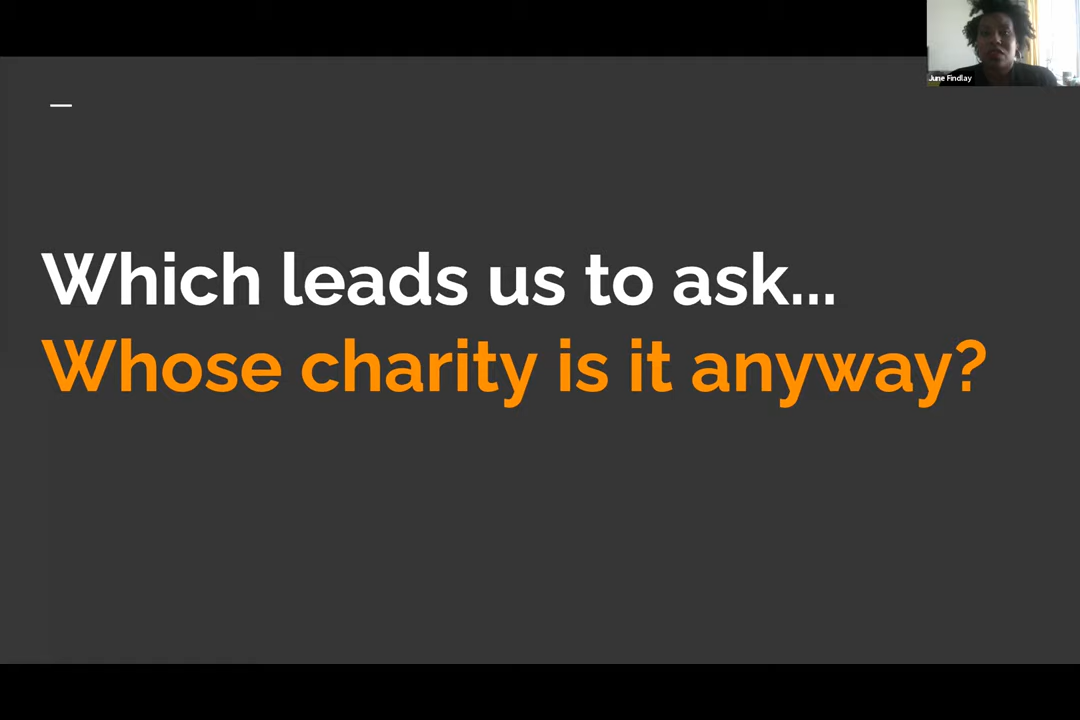 June Findlay
Which leads us to ask...
Whose charity is it anyway?